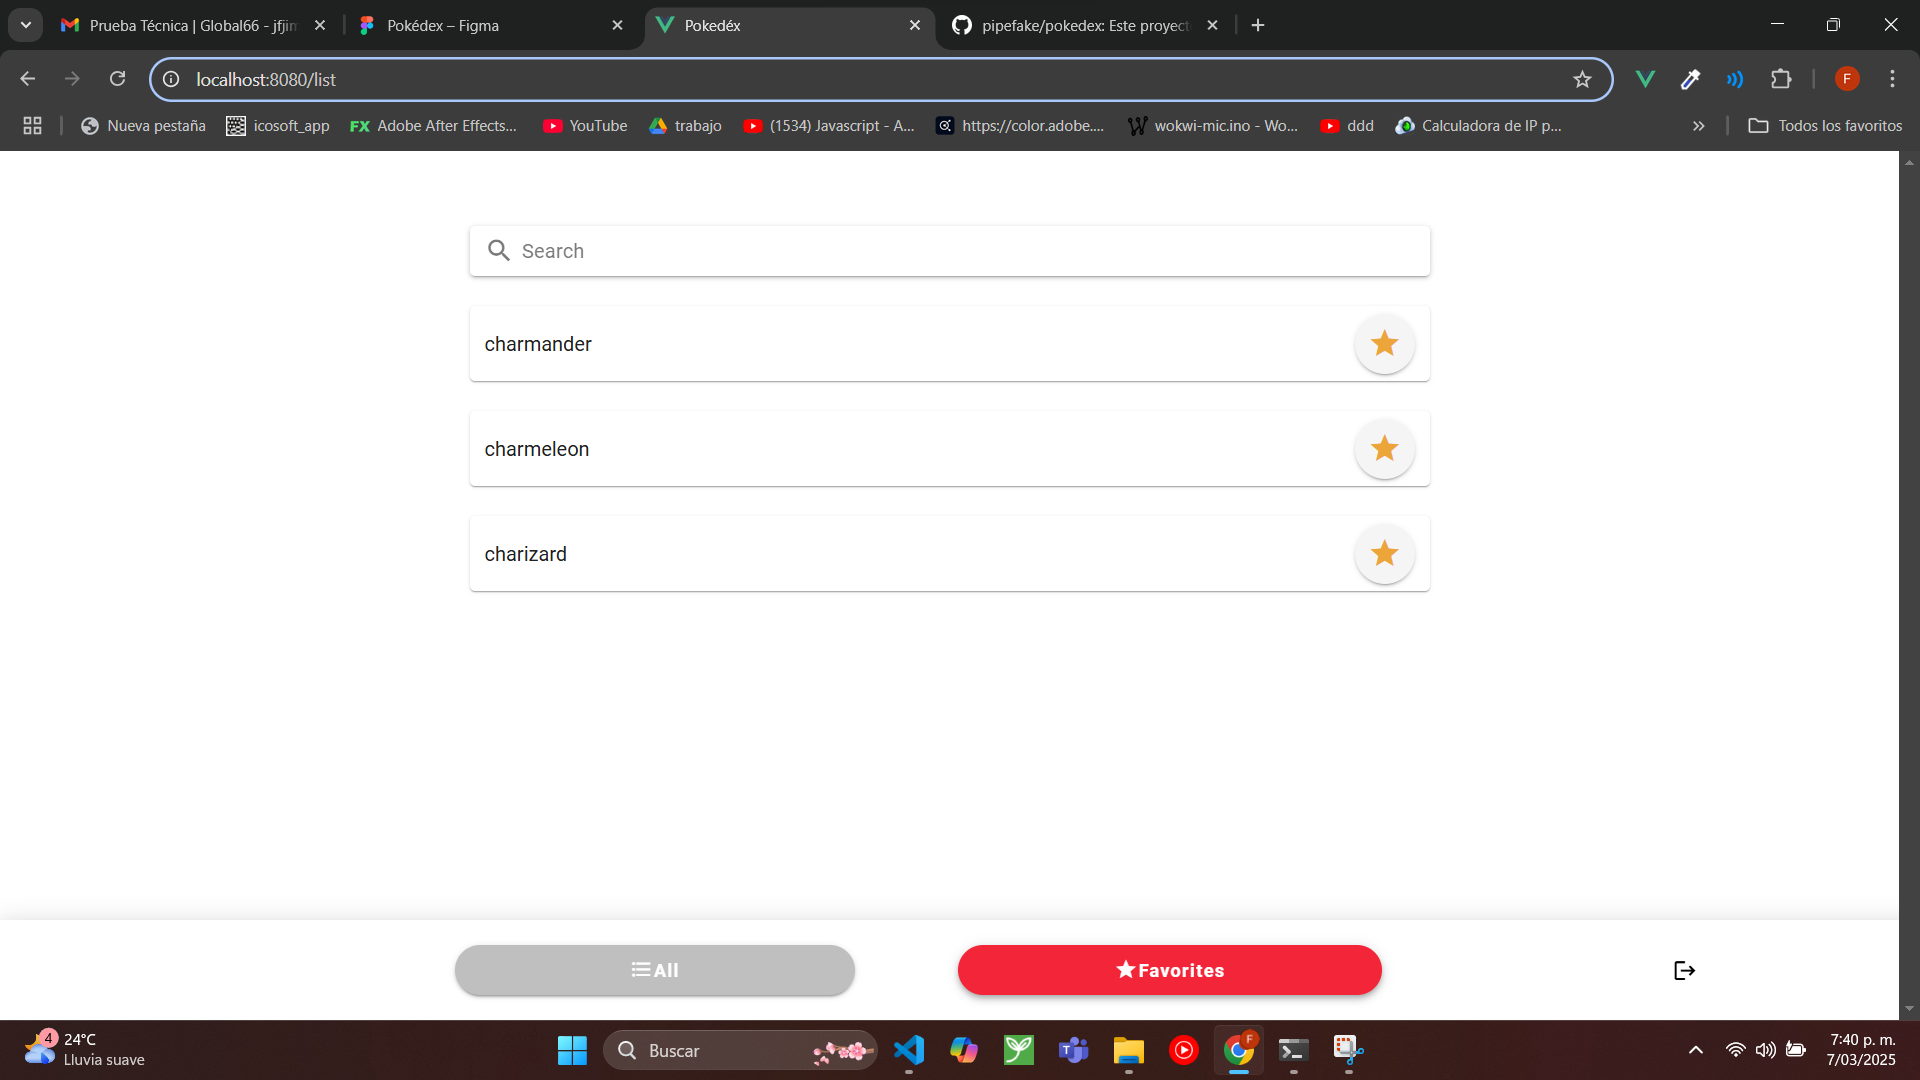 Prueba Técnica | Global66 - jfjim
Pokédex – Figma
Pokedéx
pipefake/pokedex: Este proyect
localhost:8080/list
F
Nueva pestaña
icosoft_app
FX Adobe After Effects...
YouTube
trabajo
(1534) Javascript - A...
https://color.adobe....
wokwi-mic.ino - Wo...
ddd
Calculadora de IP p...
Todos los favoritos
Search
charmander
charmeleon
charizard
All
Favorites
4
24°C
Lluvia suave
Buscar
F
7:40 p. m.
7/03/2025